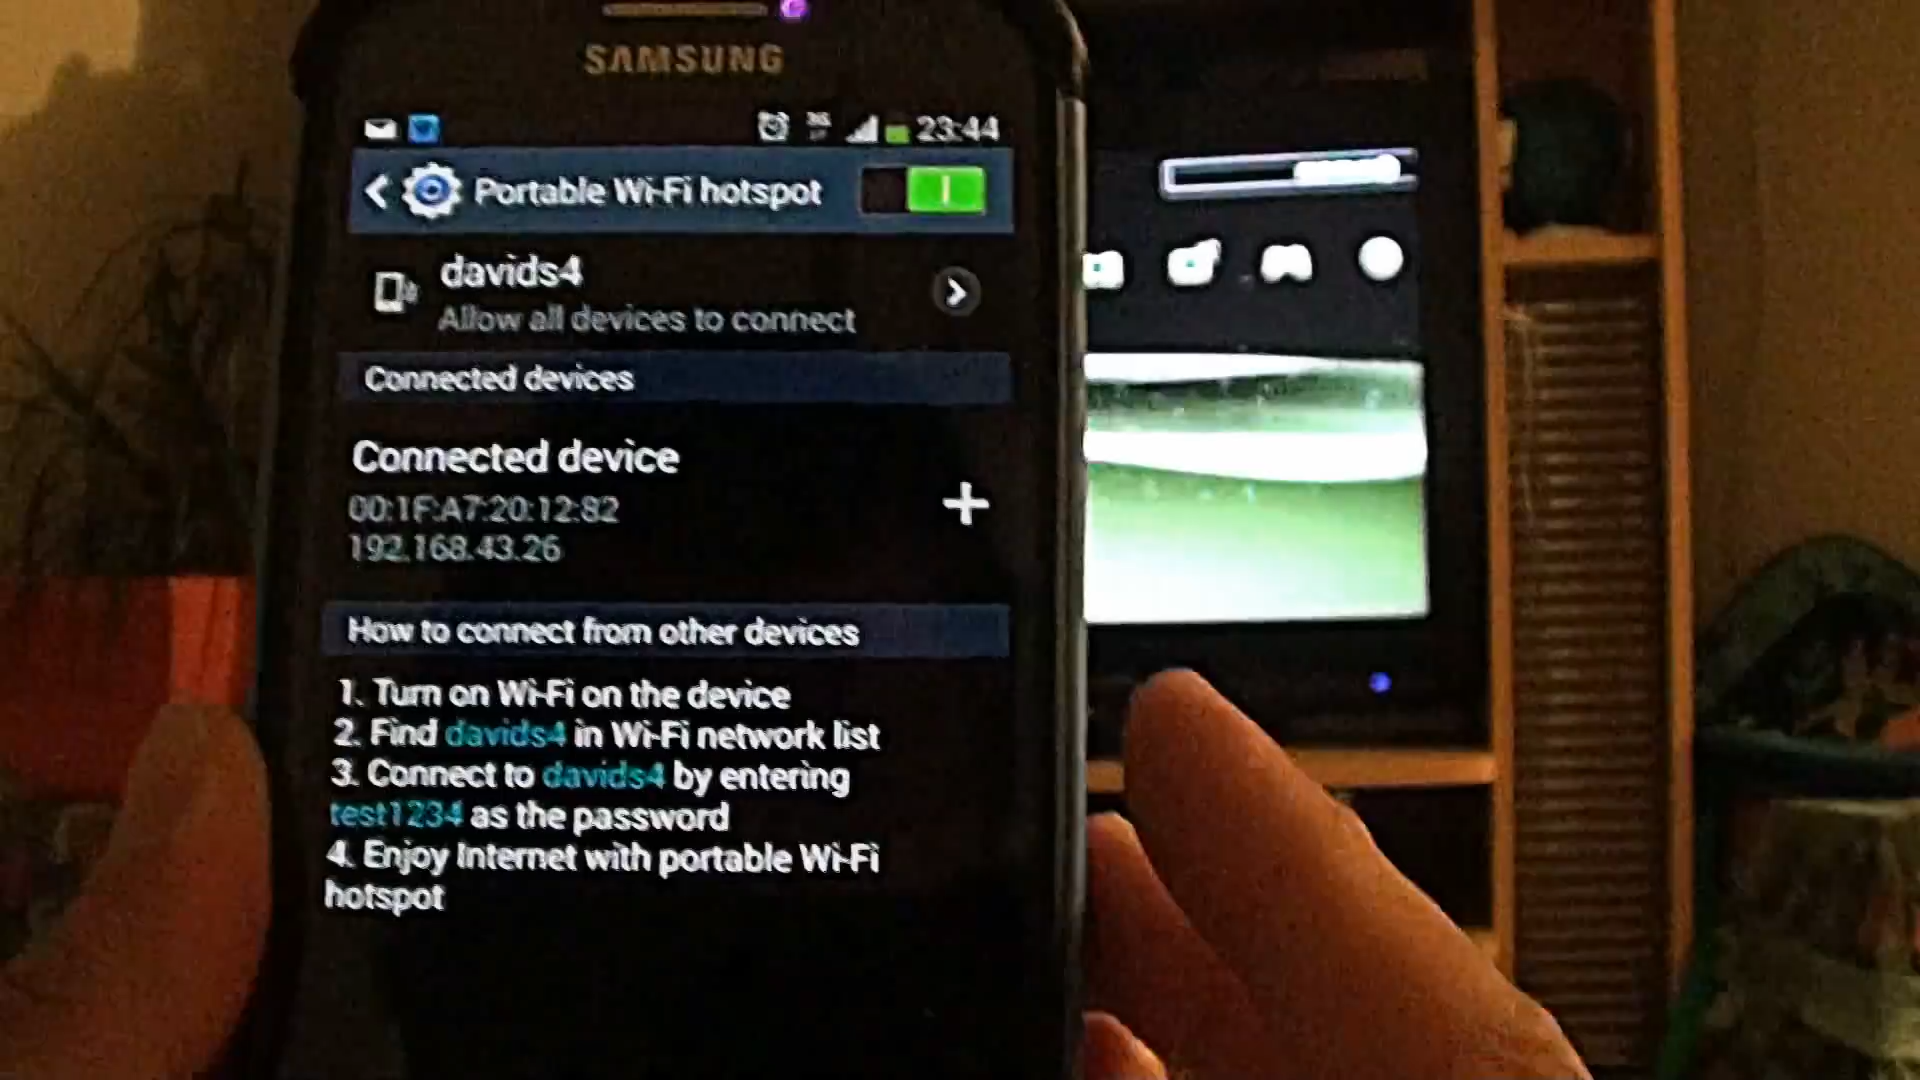 SAMSUNG
23:44
Portable Wi-Fi hotspot
davids4
Allow all devices to connect
Connected devices
Connected device
00:1F:A7:20:12:82
192.168.43.26
How to connect from other devices
1. Turn on Wi-Fi on the device
2. Find davids4 in Wi-Fi network list
3. Connect to davids4 by entering
test1234 as the password
4. Enjoy Internet with portable Wi-Fi
hotspot